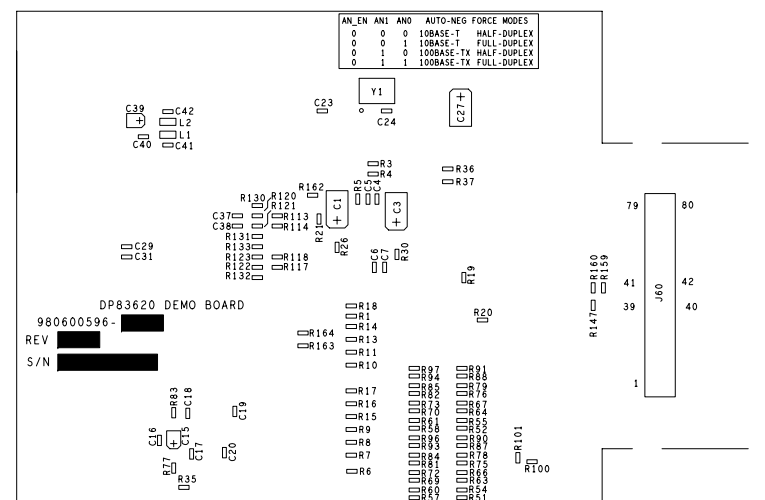 AN_EN AN1 AN0 AUTO-NEG FORCE MODES
0 0 0 10BASE-T HALF-DUPLEX
0 0 1 10BASE-T FULL-DUPLEX
0 1 0 100BASE-TX HALF-DUPLEX
0 1 1 100BASE-TX FULL-DUPLEX
Y1
C23
C24
C27
C39
C42
L2
L1
C40
C41
R3
R4
R36
R37
R162
R5
C5
C4
R130
R120
R121
C1
C3
C37
C38
R113
R114
R21
R131
R133
R26
R30
C29
C31
R123
R118
R122
R117
R132
C6
C7
R19
79
80
R160
R159
41
42
J60
39
40
R147
1
DP83620 DEMO BOARD
980600596-
REV
S/N
R18
R1
R14
R13
R11
R10
R164
R163
R20
R17
R16
R15
R9
R8
R7
R6
R83
C18
C19
C16
C15
C17
C20
R77
R35
R97 R91
R94 R88
R85 R79
R82 R76
R73 R67
R70 R64
R61 R55
R58 R52
R96 R90
R93 R87
R84 R78
R81 R75
R72 R66
R69 R63
R60 R54
R57 R51
R101
R100